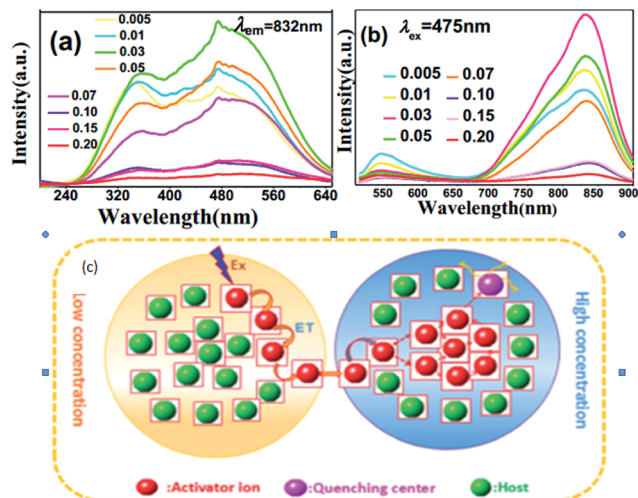 (a)
λem=832nm
0.005
0.01
0.03
0.05
0.07
0.10
0.15
0.20
Intensity(a.u.)
240 320 400 480 560 640
Wavelength(nm)
(b)
λex=475nm
0.005 0.07
0.01 0.10
0.03 0.15
0.05 0.20
Intensity(a.u.)
550 600 650 700 750 800 850 900
Wavelength(nm)
(c)
Ex
ET
Low concentration
High concentration
:Activator ion :Quenching center :Host